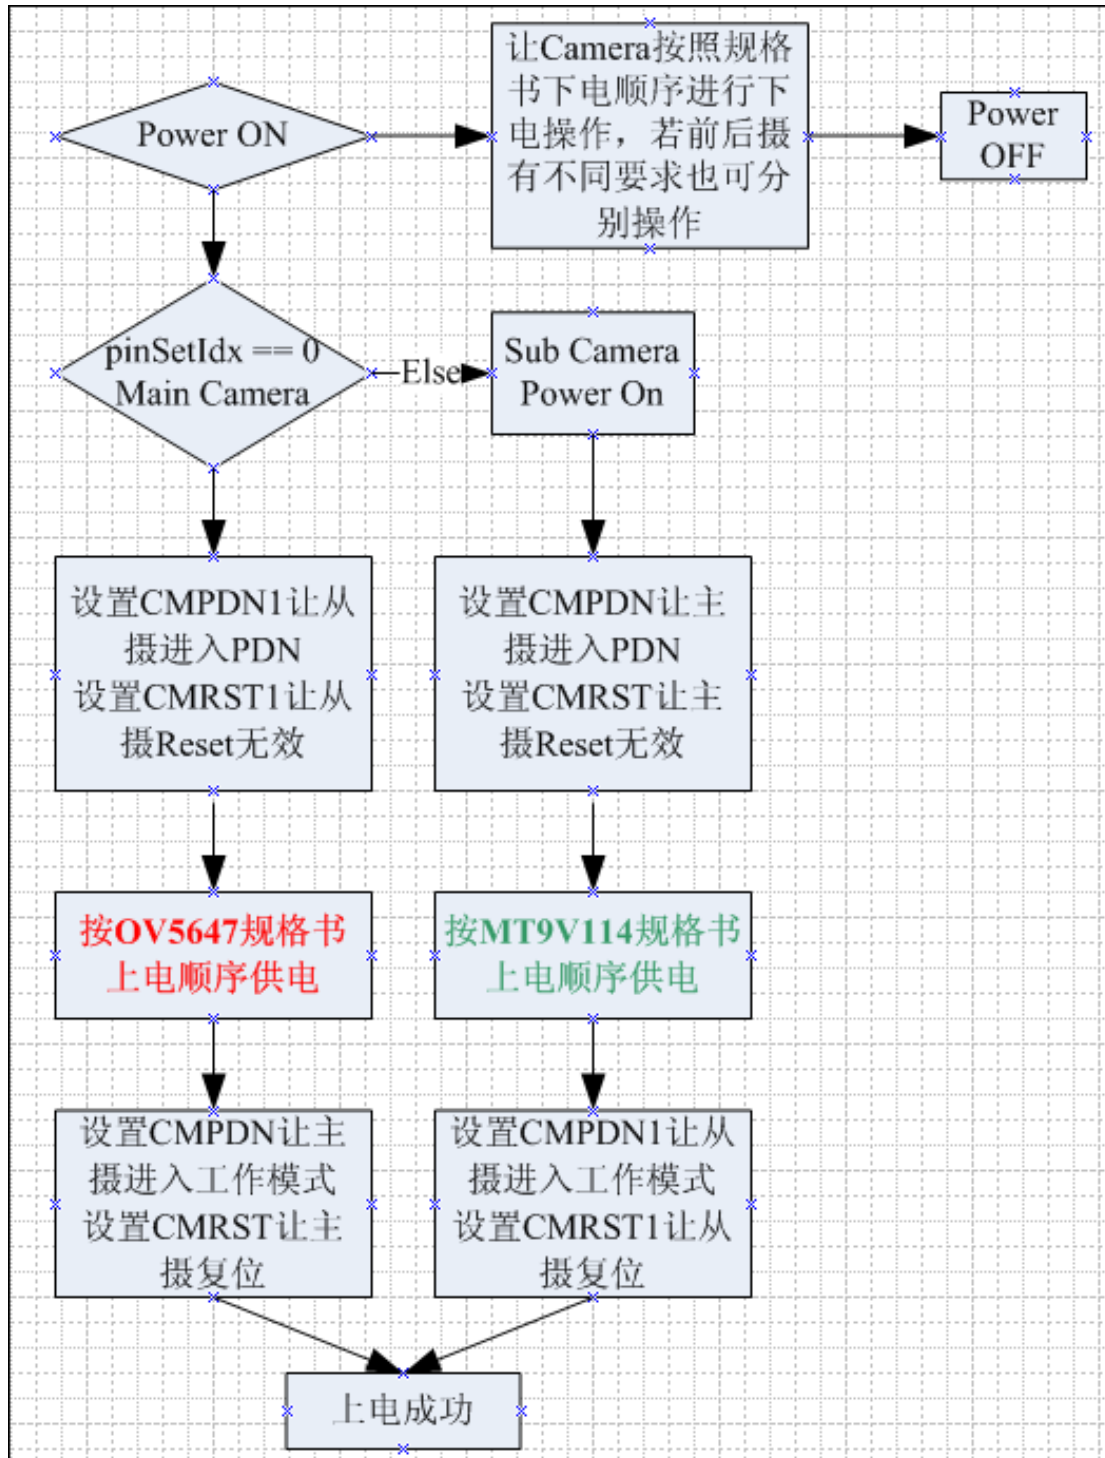 Power ON
让Camera按照规格
书下电顺序进行下
电操作，若前后摄
有不同要求也可分
别操作
Power
OFF
pinSetIdx == 0
Main Camera
Else
Sub Camera
Power On
设置CMPDN1让从
摄进入PDN
设置CMRST1让从
摄Reset无效
设置CMPDN让主
摄进入PDN
设置CMRST让主
摄Reset无效
按OV5647规格书
上电顺序供电
按MT9V114规格书
上电顺序供电
设置CMPDN让主
摄进入工作模式
设置CMRST让主
摄复位
设置CMPDN1让从
摄进入工作模式
设置CMRST1让从
摄复位
上电成功